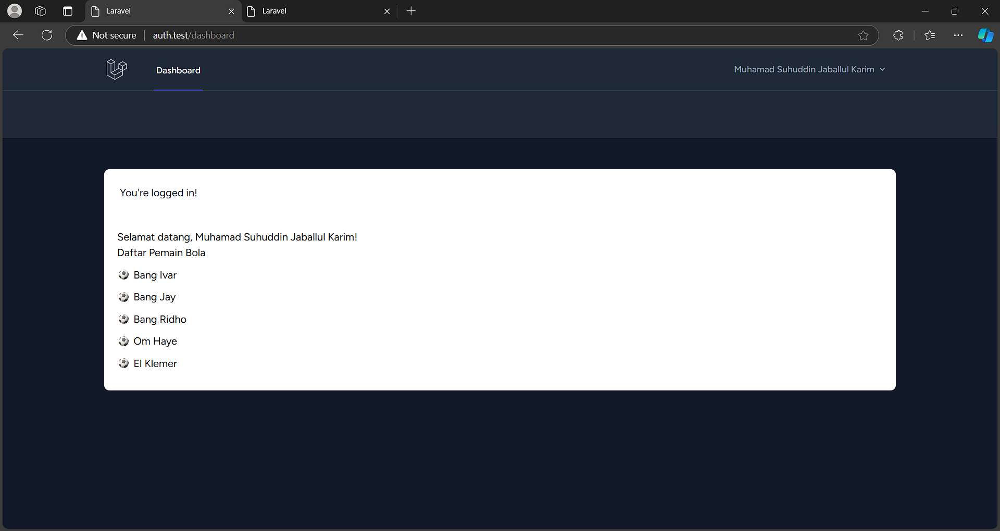 Laravel
Laravel
Not secure
auth.test/dashboard
Dashboard
Muhamad Suhuddin Jaballul Karim
You're logged in!
Selamat datang, Muhamad Suhuddin Jaballul Karim!
Daftar Pemain Bola
Bang Ivar
Bang Jay
Bang Ridho
Om Haye
El Klemer